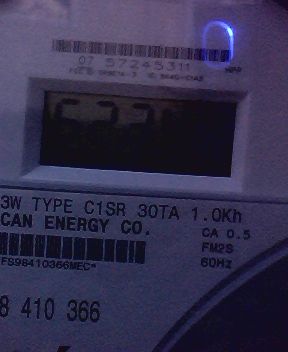 07 57245311
3W TYPE C1SR 30TA 1.0Kh
CAN ENERGY CO.
CA 0.5
FM2S
60Hz
FS98410366MEC*
8 410 366